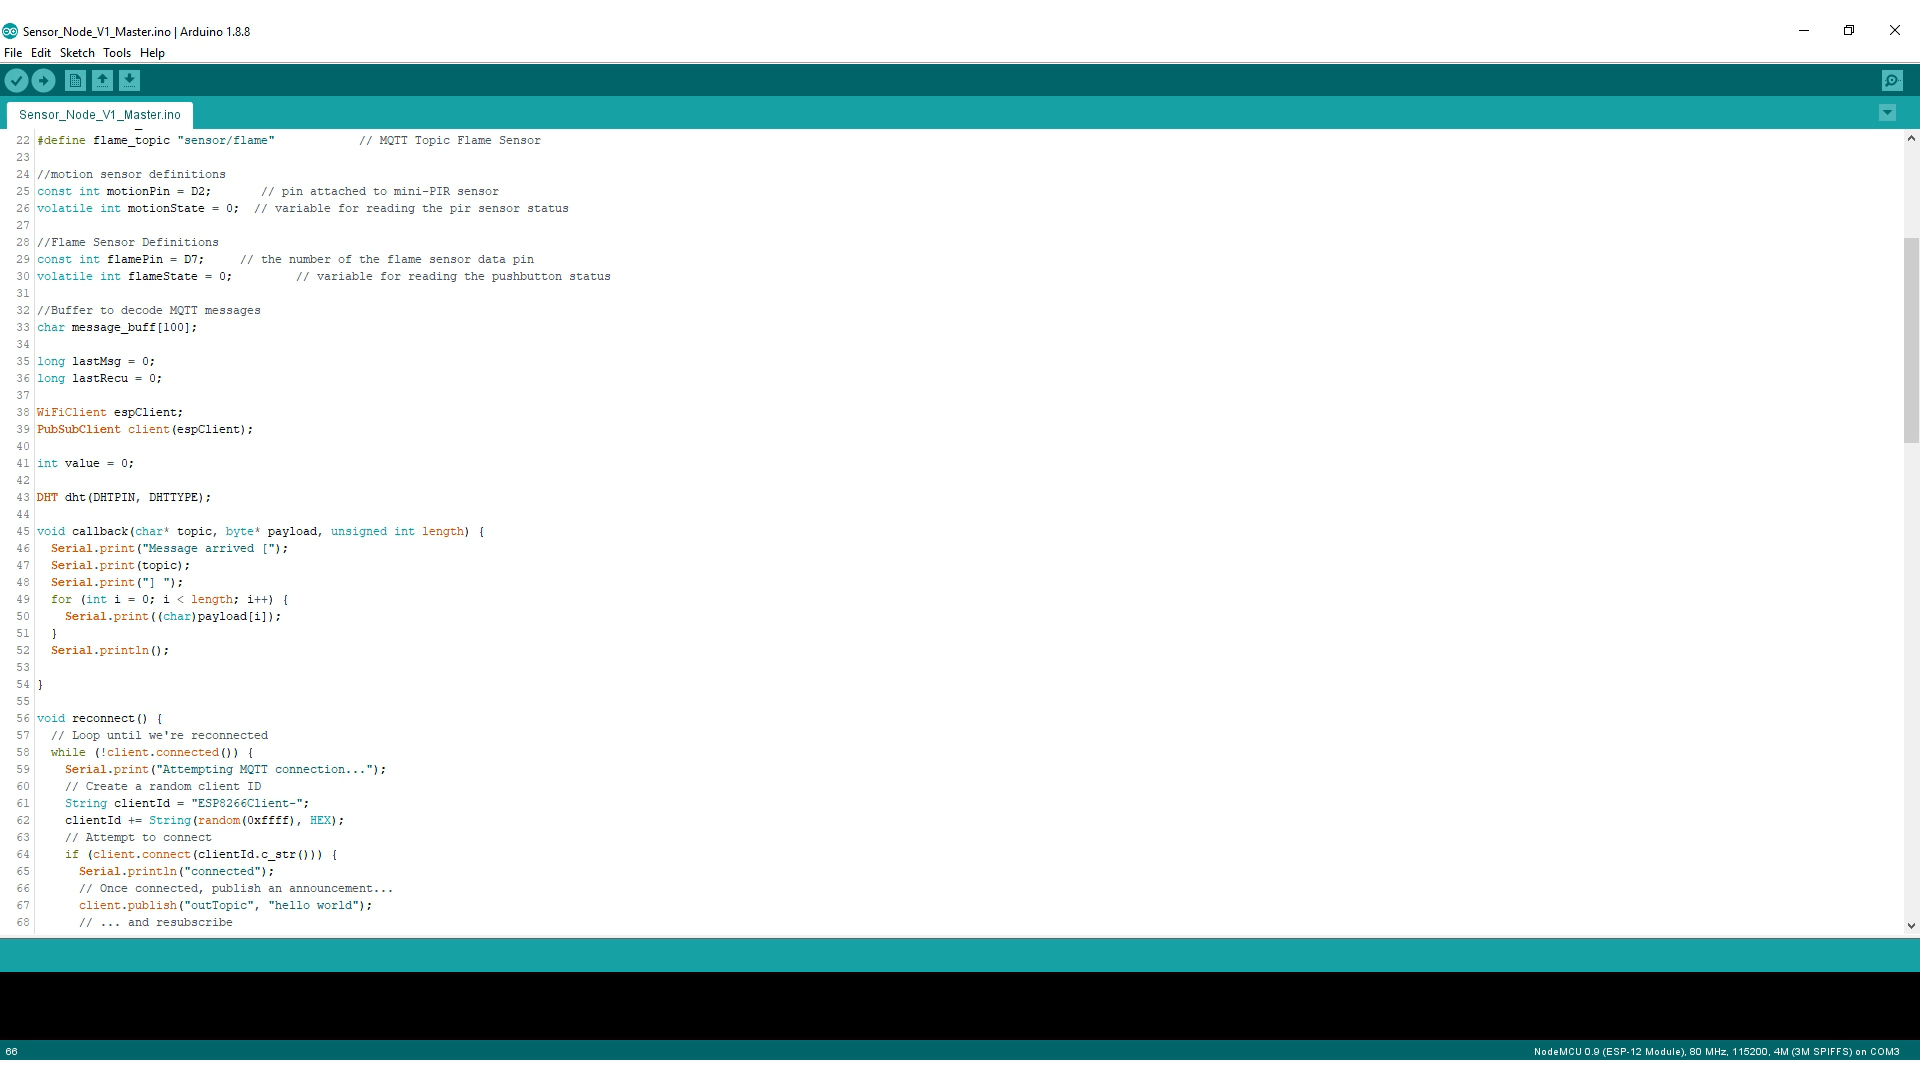 Sensor_Node_V1_Master.ino | Arduino 1.8.8
File Edit Sketch Tools Help
Sensor_Node_V1_Master.ino
22 #define flame_topic "sensor/flame"            // MQTT Topic Flame Sensor
23
24 //motion sensor definitions
25 const int motionPin = D2;       // pin attached to mini-PIR sensor
26 volatile int motionState = 0;  // variable for reading the pir sensor status
27
28 //Flame Sensor Definitions
29 const int flamePin = D7;     // the number of the flame sensor data pin
30 volatile int flameState = 0;         // variable for reading the pushbutton status
31
32 //Buffer to decode MQTT messages
33 char message_buff[100];
34
35 long lastMsg = 0;
36 long lastRecu = 0;
37
38 WiFiClient espClient;
39 PubSubClient client(espClient);
40
41 int value = 0;
42
43 DHT dht(DHTPIN, DHTTYPE);
44
45 void callback(char* topic, byte* payload, unsigned int length) {
46   Serial.print("Message arrived [");
47   Serial.print(topic);
48   Serial.print("] ");
49   for (int i = 0; i < length; i++) {
50     Serial.print((char)payload[i]);
51   }
52   Serial.println();
53
54 }
55
56 void reconnect() {
57   // Loop until we're reconnected
58   while (!client.connected()) {
59     Serial.print("Attempting MQTT connection...");
60     // Create a random client ID
61     String clientId = "ESP8266Client-";
62     clientId += String(random(0xffff), HEX);
63     // Attempt to connect
64     if (client.connect(clientId.c_str())) {
65       Serial.println("connected");
66       // Once connected, publish an announcement...
67       client.publish("outTopic", "hello world");
68       // ... and resubscribe
66
NodeMCU 0.9 (ESP-12 Module), 80 MHz, 115200, 4M (3M SPIFFS) on COM3